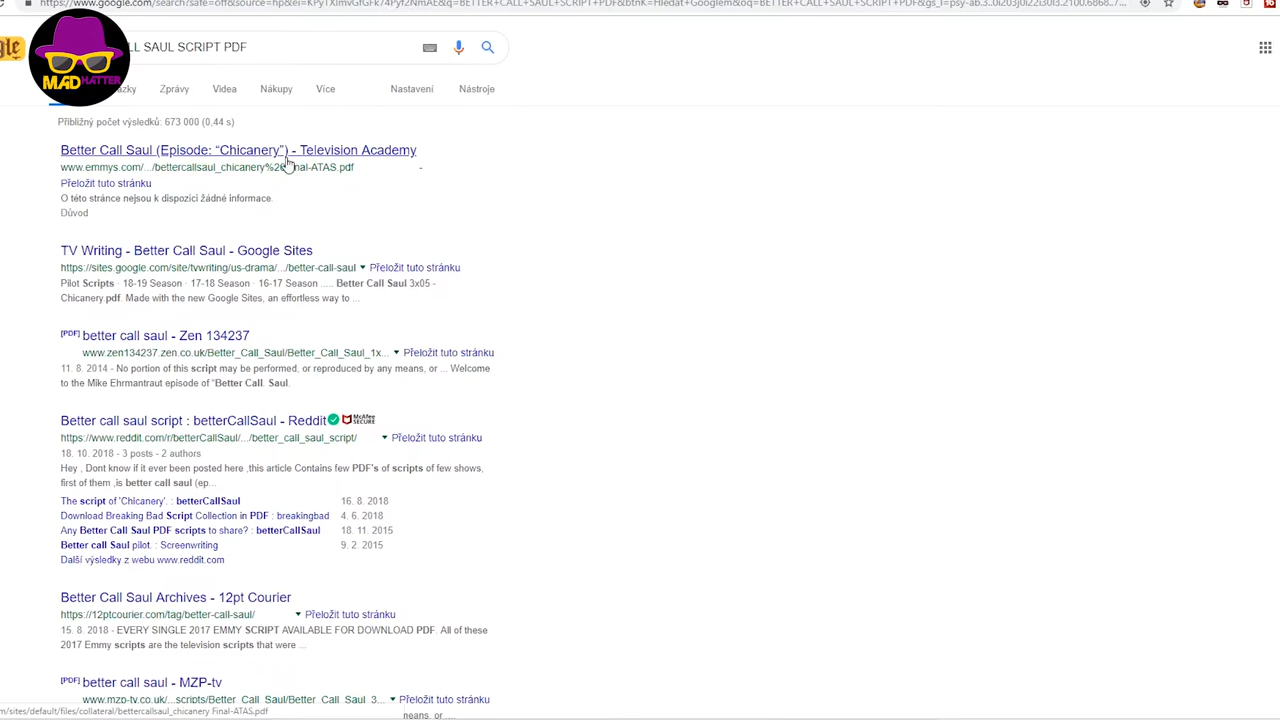 https://www.google.com/search?safe=off&source=hp&ei=
LL SAUL SCRIPT PDF
MAD HATTER
Zprávy
Videa
Nákupy
Více
Nastavení
Nástroje
Přibližný počet výsledků: 673 000 (0,44 s)
Better Call Saul (Episode: “Chicanery”) - Television Academy
www.emmys.com/.../bettercallsaul_chicanery%20final-ATAS.pdf
Přeložit tuto stránku
O této stránce nejsou k dispozici žádné informace.
Důvod
TV Writing - Better Call Saul - Google Sites
https://sites.google.com/site/tvwriting/us-drama/.../better-call-saul Přeložit tuto stránku
Pilot Scripts · 18-19 Season · 17-18 Season · 16-17 Season ..... Better Call Saul 3x05 -
Chicanery.pdf. Made with the new Google Sites, an effortless way to ...
[PDF] better call saul - Zen 134237
www.zen134237.zen.co.uk/Better_Call_Saul/Better_Call_Saul_1x... Přeložit tuto stránku
11. 8. 2014 - No portion of this script may be performed, or reproduced by any means, or ... Welcome
to the Mike Ehrmantraut episode of “Better Call. Saul.
Better call saul script : betterCallSaul - Reddit McAfee SECURE
https://www.reddit.com/r/betterCallSaul/.../better_call_saul_script/ Přeložit tuto stránku
18. 10. 2018 - 3 posts - 2 authors
Hey , Dont know if it ever been posted here ,this article Contains few PDF's of scripts of few shows,
first of them ,is better call saul (ep...
The script of 'Chicanery'. : betterCallSaul 16. 8. 2018
Download Breaking Bad Script Collection in PDF : breakingbad 4. 6. 2018
Any Better Call Saul PDF scripts to share? : betterCallSaul 18. 11. 2015
Better call Saul pilot. : Screenwriting 9. 2. 2015
Další výsledky z webu www.reddit.com
Better Call Saul Archives - 12pt Courier
https://12ptcourier.com/tag/better-call-saul/ Přeložit tuto stránku
15. 8. 2018 - EVERY SINGLE 2017 EMMY SCRIPT AVAILABLE FOR DOWNLOAD PDF. All of these
2017 Emmy scripts are the television scripts that were ...
[PDF] better call saul - MZP-tv
www.mzp-tv.co.uk/...scripts/Better_Call_Saul/Better_Call_Saul_3... Přeložit tuto stránku
m/sites/default/files/collateral/bettercallsaul_chicanery Final-ATAS.pdf
means, or ....